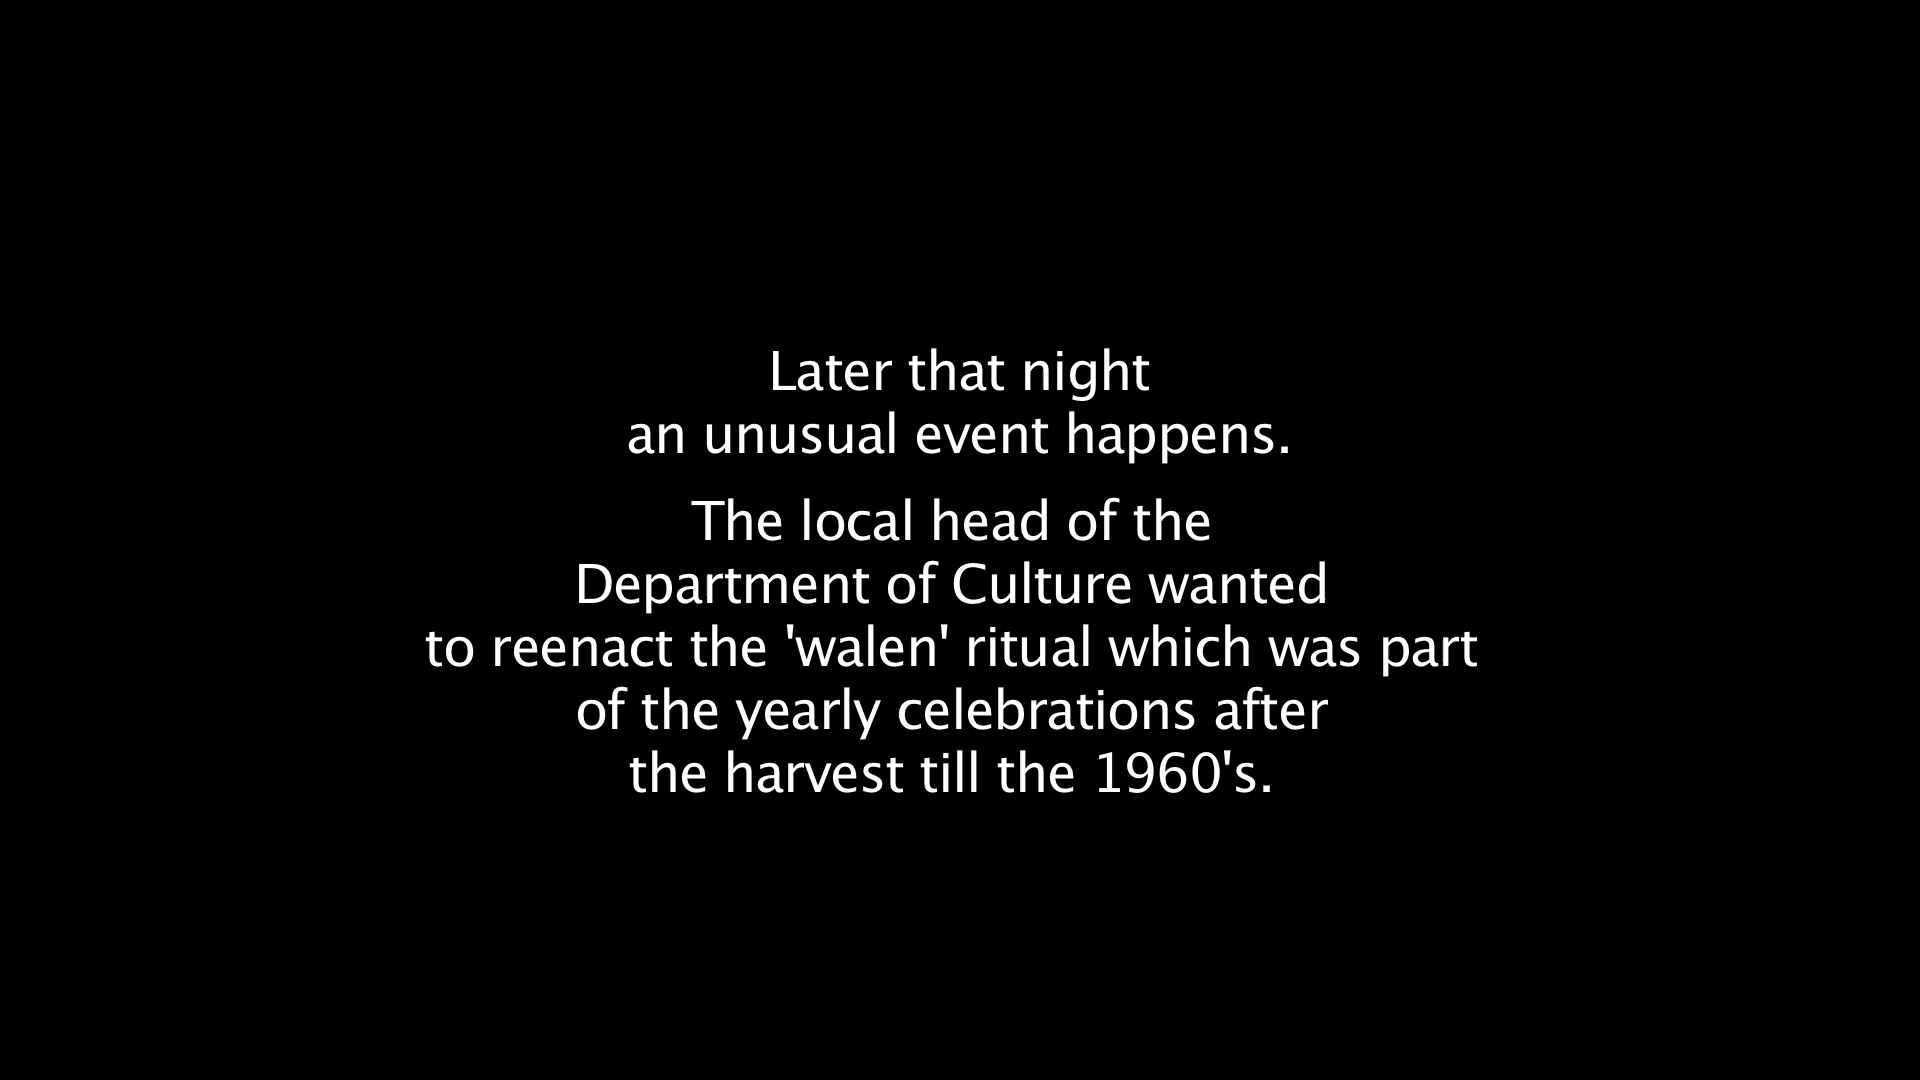 Later that night
an unusual event happens.
The local head of the
Department of Culture wanted
to reenact the 'walen' ritual which was part
of the yearly celebrations after
the harvest till the 1960's.